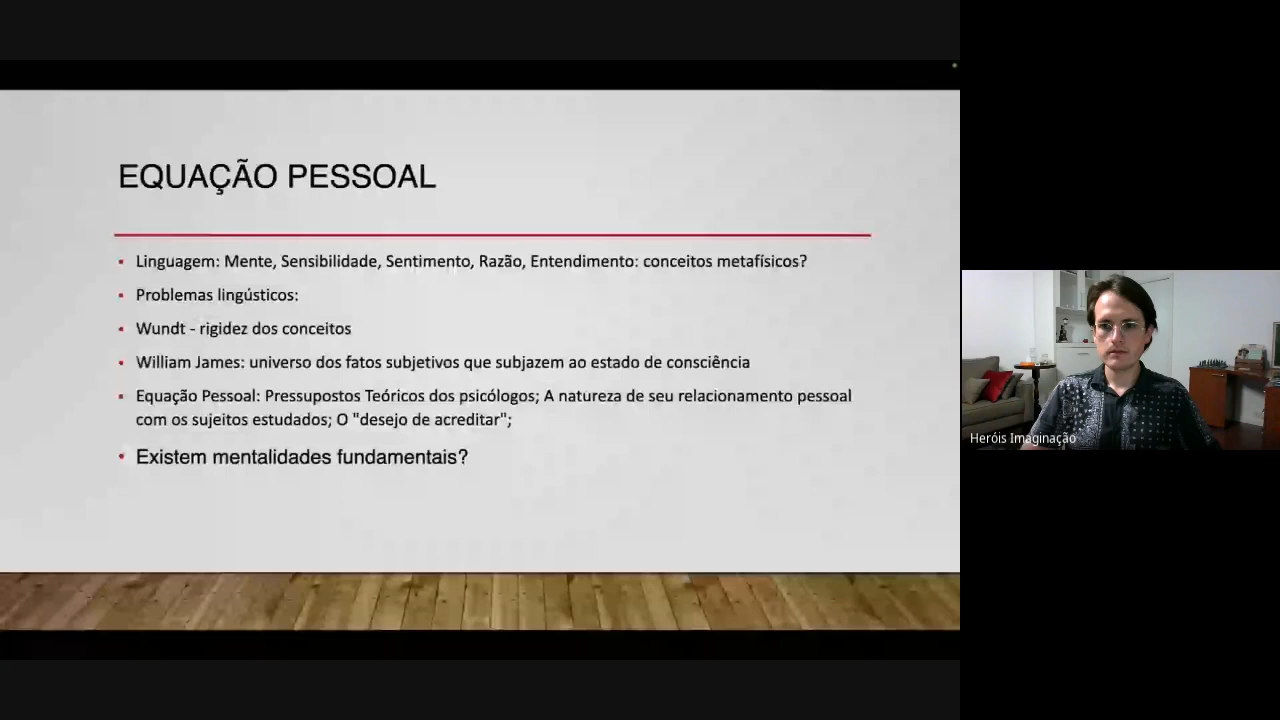 EQUAÇÃO PESSOAL
Linguagem: Mente, Sensibilidade, Sentimento, Razão, Entendimento: conceitos metafísicos?
Problemas lingústicos:
Wundt - rigidez dos conceitos
William James: universo dos fatos subjetivos que subjazem ao estado de consciência
Equação Pessoal: Pressupostos Teóricos dos psicólogos; A natureza de seu relacionamento pessoal
com os sujeitos estudados; O "desejo de acreditar";
Existem mentalidades fundamentais?
Heróis Imaginação